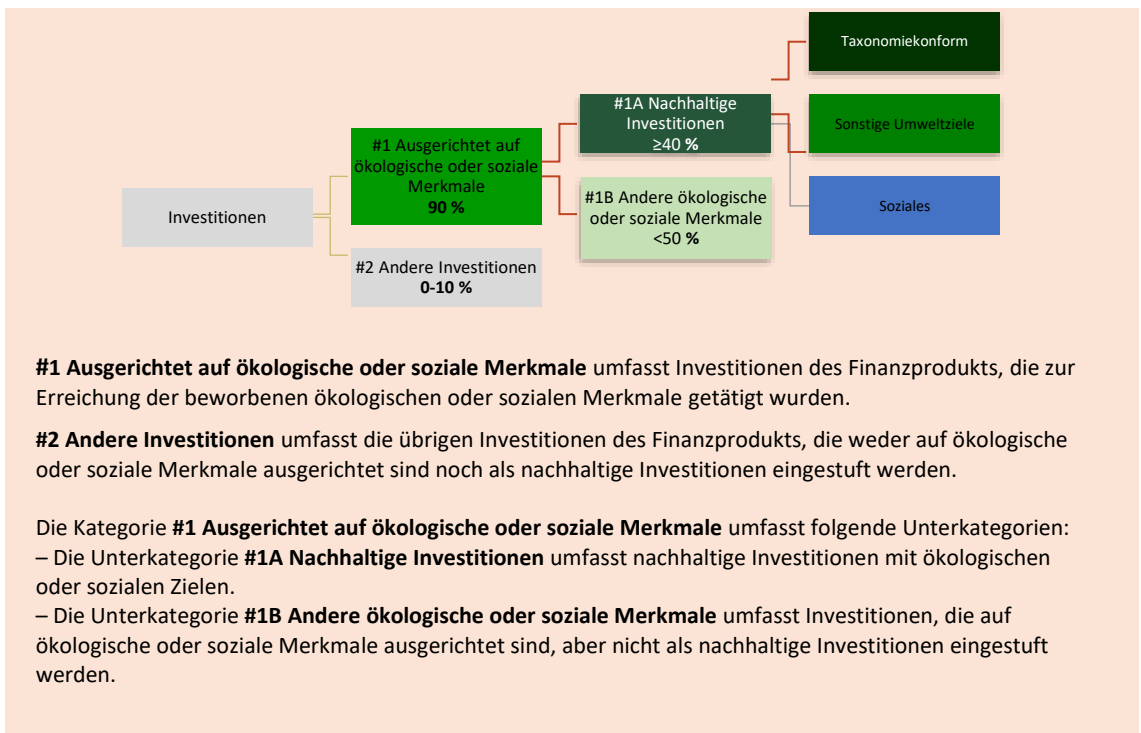 Taxonomiekonform
#1A Nachhaltige
Investitionen
≥40 %
Sonstige Umweltziele
#1 Ausgerichtet auf
ökologische oder soziale
Merkmale
90 %
#1B Andere ökologische
oder soziale Merkmale
<50 %
Soziales
Investitionen
#2 Andere Investitionen
0-10 %
#1 Ausgerichtet auf ökologische oder soziale Merkmale umfasst Investitionen des Finanzprodukts, die zur
Erreichung der beworbenen ökologischen oder sozialen Merkmale getätigt wurden.
#2 Andere Investitionen umfasst die übrigen Investitionen des Finanzprodukts, die weder auf ökologische
oder soziale Merkmale ausgerichtet sind noch als nachhaltige Investitionen eingestuft werden.
Die Kategorie #1 Ausgerichtet auf ökologische oder soziale Merkmale umfasst folgende Unterkategorien:
– Die Unterkategorie #1A Nachhaltige Investitionen umfasst nachhaltige Investitionen mit ökologischen
oder sozialen Zielen.
– Die Unterkategorie #1B Andere ökologische oder soziale Merkmale umfasst Investitionen, die auf
ökologische oder soziale Merkmale ausgerichtet sind, aber nicht als nachhaltige Investitionen eingestuft
werden.